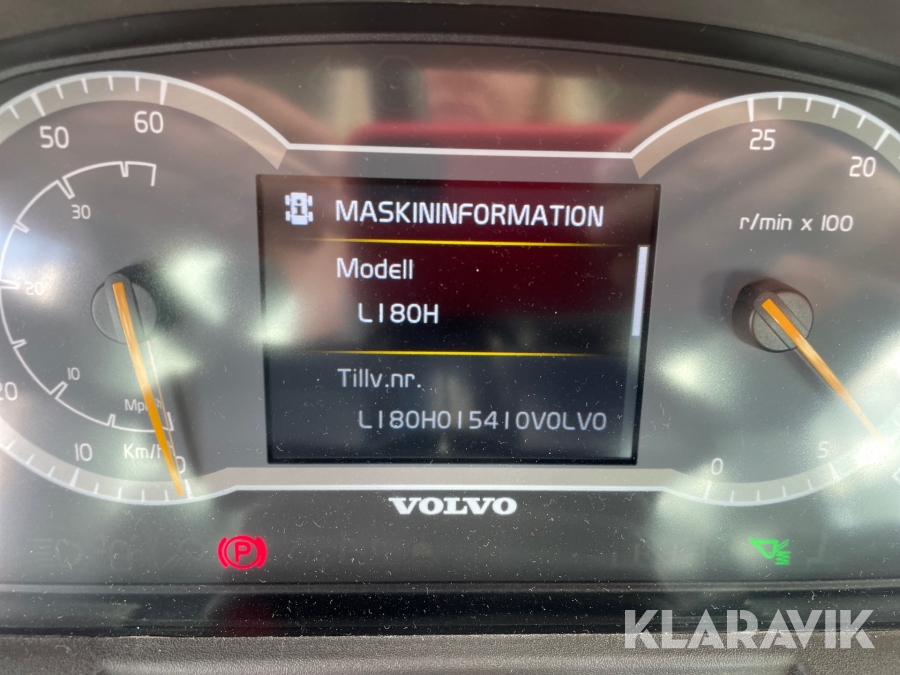 50
60
30
20
10
20
10
0
Km/h
MASKININFORMATION
Modell
L180H
Tillv.nr.
L180H015410VOLVO
25
20
r/min x 100
0
5
VOLVO
P
KLARAVIK